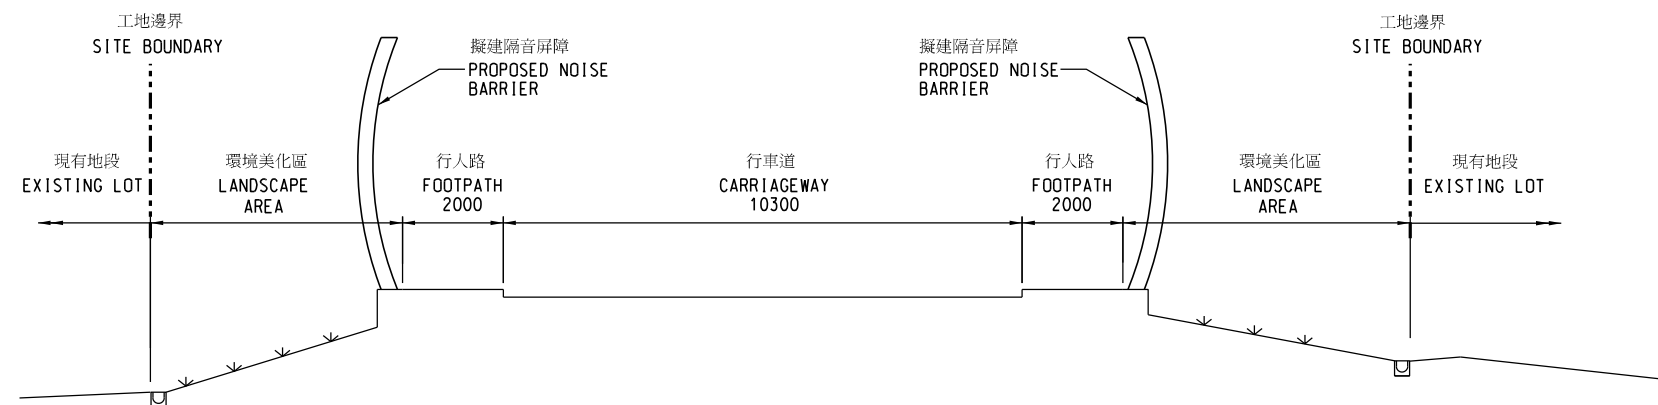 工地邊界
SITE BOUNDARY
擬建隔音屏障
PROPOSED NOISE
BARRIER
擬建隔音屏障
PROPOSED NOISE
BARRIER
工地邊界
SITE BOUNDARY
現有地段
EXISTING LOT
環境美化區
LANDSCAPE
AREA
行人路
FOOTPATH
2000
行車道
CARRIAGEWAY
10300
行人路
FOOTPATH
2000
環境美化區
LANDSCAPE
AREA
現有地段
EXISTING LOT